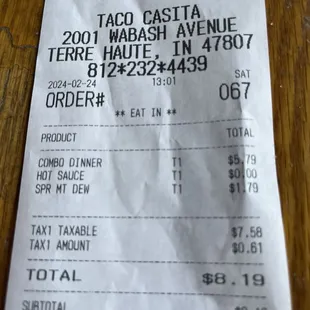 TACO CASITA
2001 WABASH AVENUE
TERRE HAUTE, IN 47807
812*232*4439
2024-02-24 13:01 SAT
ORDER# 067
** EAT IN **
PRODUCT TOTAL
COMBO DINNER T1 $5.79
HOT SAUCE T1 $0.00
SPR MT DEW T1 $1.79
TAX1 TAXABLE $7.58
TAX1 AMOUNT $0.61
TOTAL $8.19
SUBTOTAL